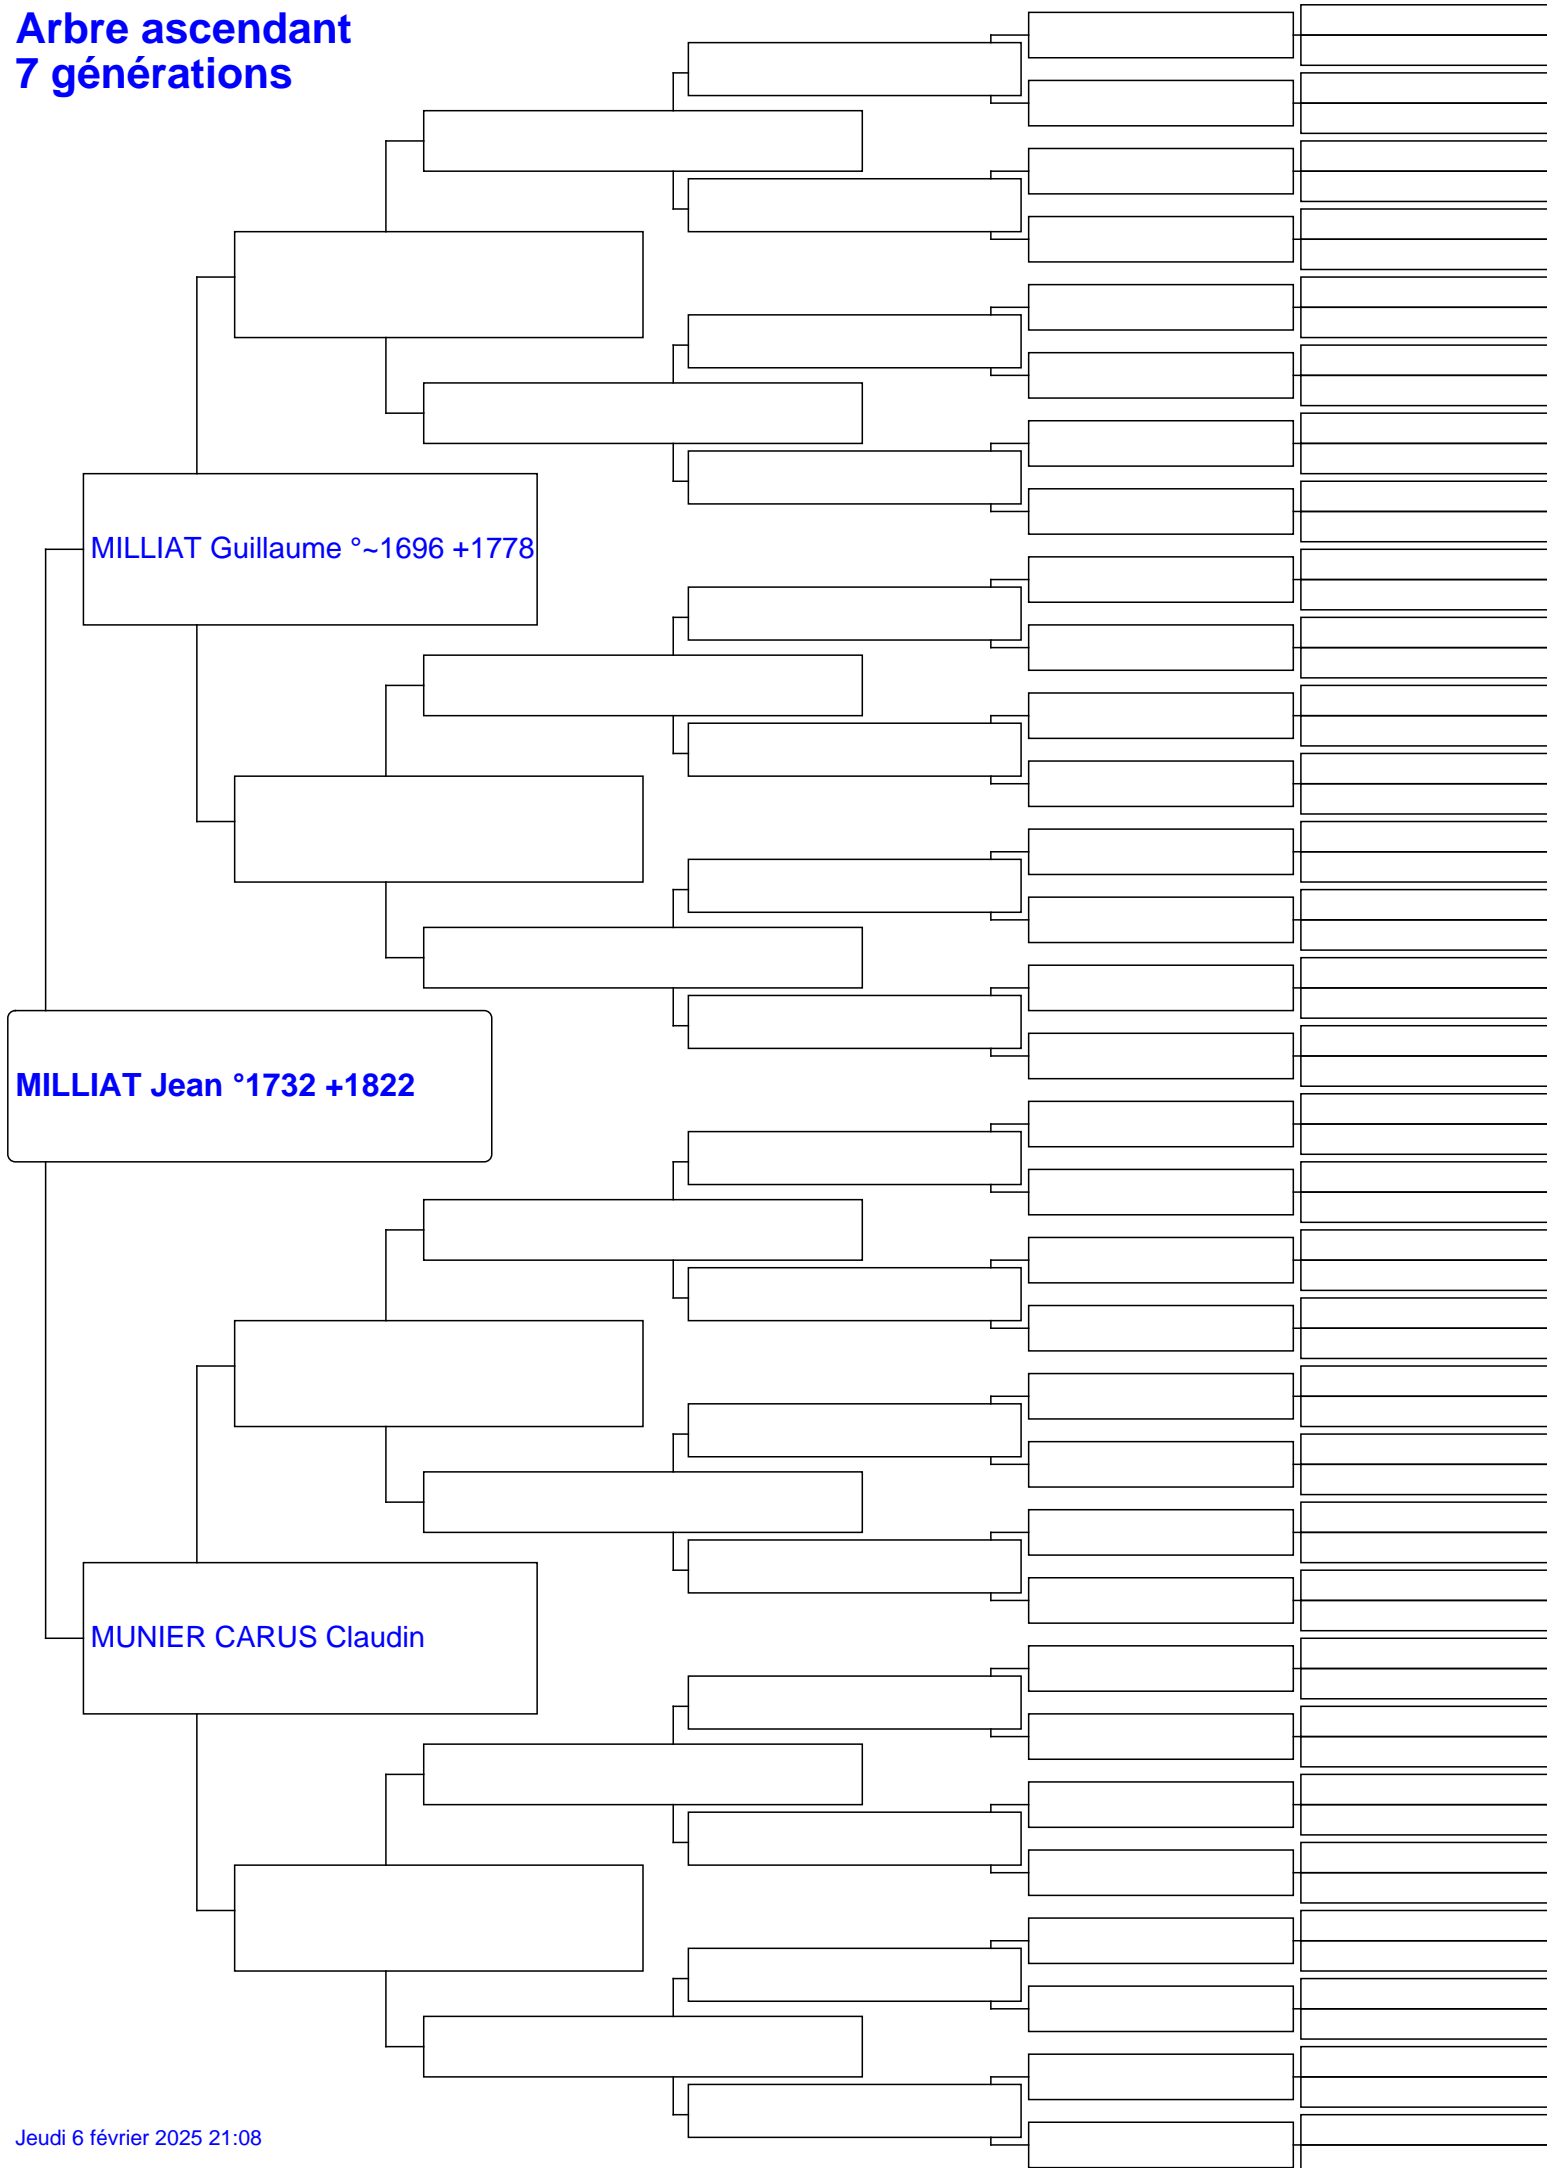 Arbre ascendant
7 générations
MILLIAT Guillaume °~1696 +1778
MILLIAT Jean °1732 +1822
MUNIER CARUS Claudin
Jeudi 6 février 2025 21:08